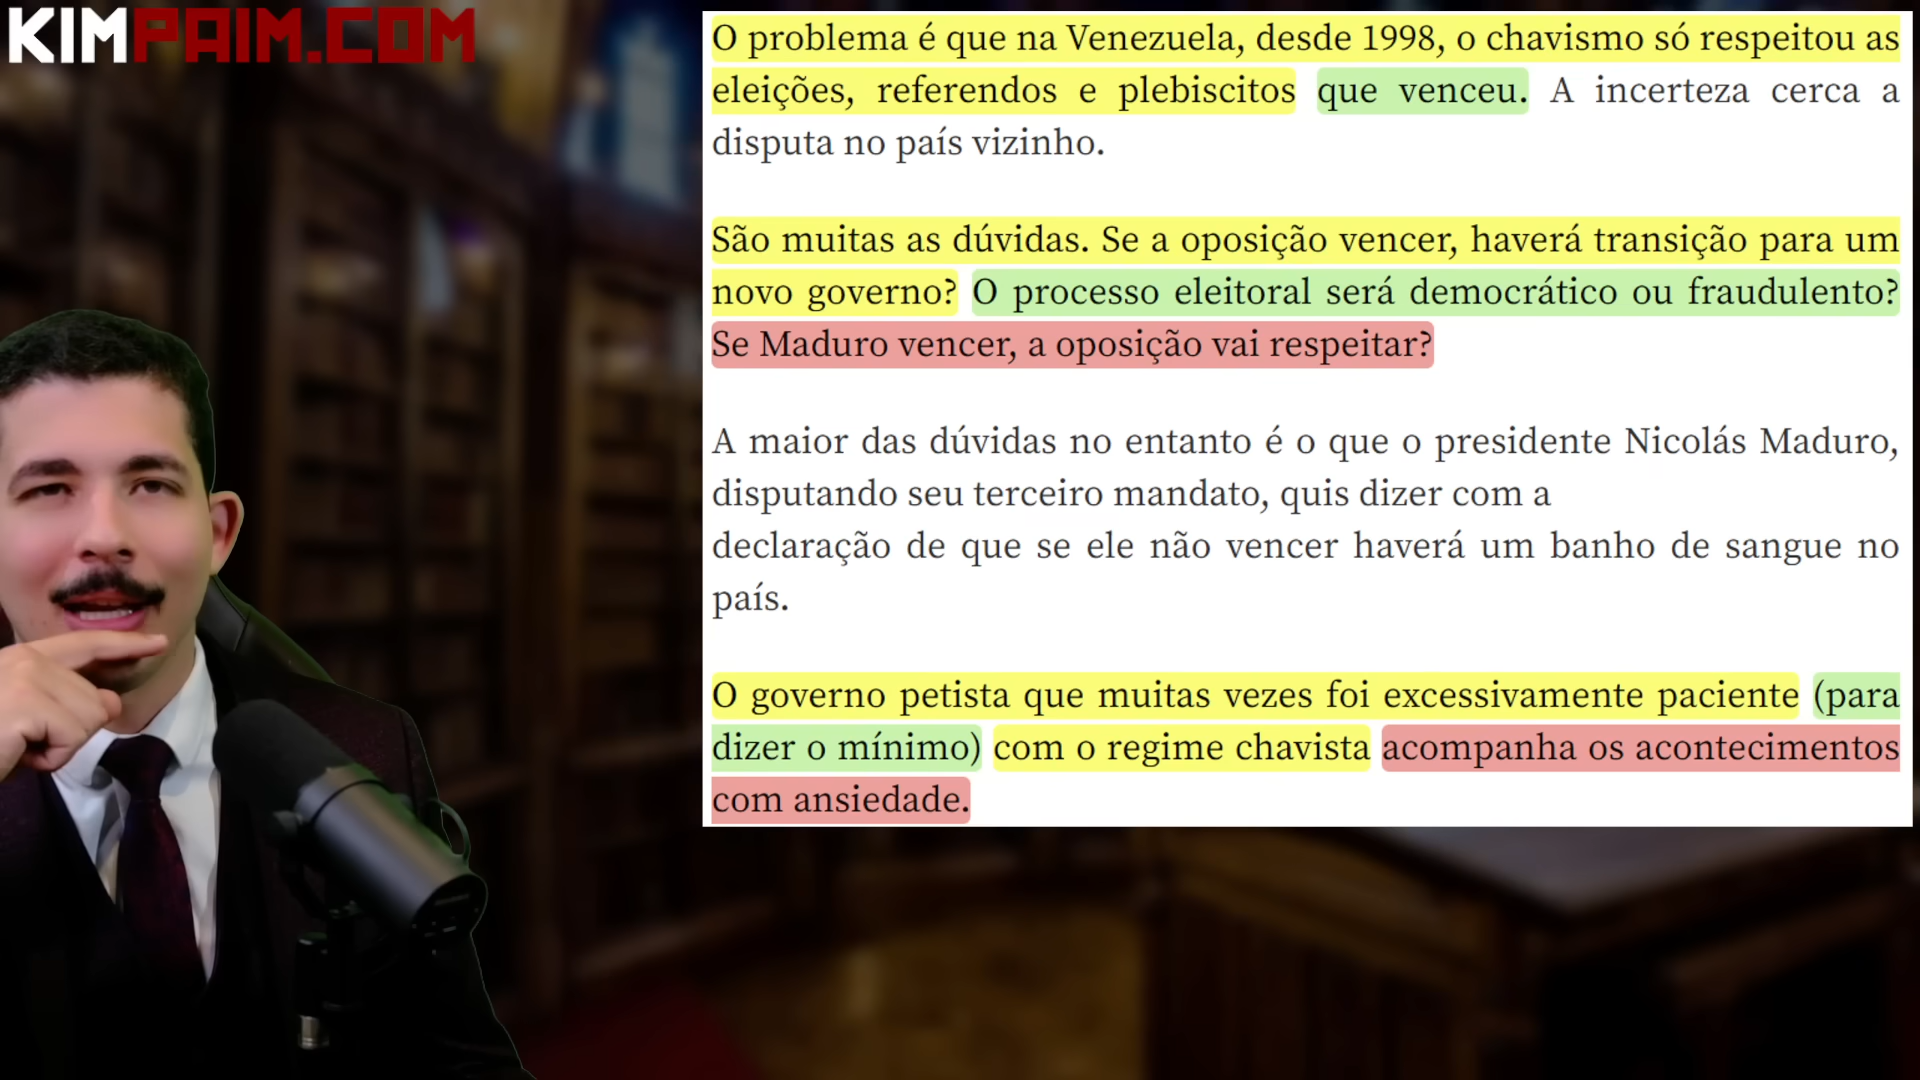 KIMPAIM.COM
O problema é que na Venezuela, desde 1998, o chavismo só respeitou as
eleições, referendos e plebiscitos que venceu. A incerteza cerca a
disputa no país vizinho.
São muitas as dúvidas. Se a oposição vencer, haverá transição para um
novo governo? O processo eleitoral será democrático ou fraudulento?
Se Maduro vencer, a oposição vai respeitar?
A maior das dúvidas no entanto é o que o presidente Nicolás Maduro,
disputando seu terceiro mandato, quis dizer com a
declaração de que se ele não vencer haverá um banho de sangue no
país.
O governo petista que muitas vezes foi excessivamente paciente (para
dizer o mínimo) com o regime chavista acompanha os acontecimentos
com ansiedade.